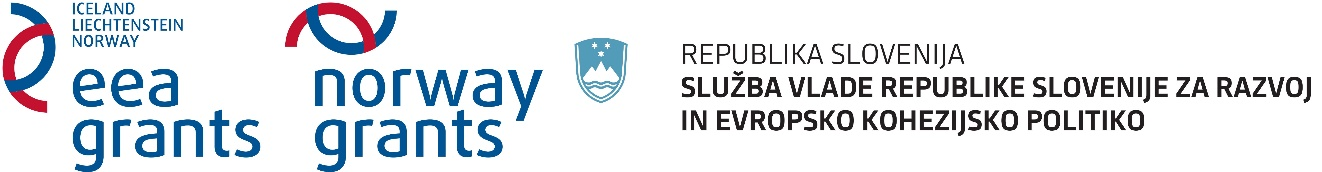 ICELAND
LIECHTENSTEIN
NORWAY
eea
grants
norway
grants
REPUBLIKA SLOVENIJA
SLUŽBA VLADE REPUBLIKE SLOVENIJE ZA RAZVOJ
IN EVROPSKO KOHEZIJSKO POLITIKO